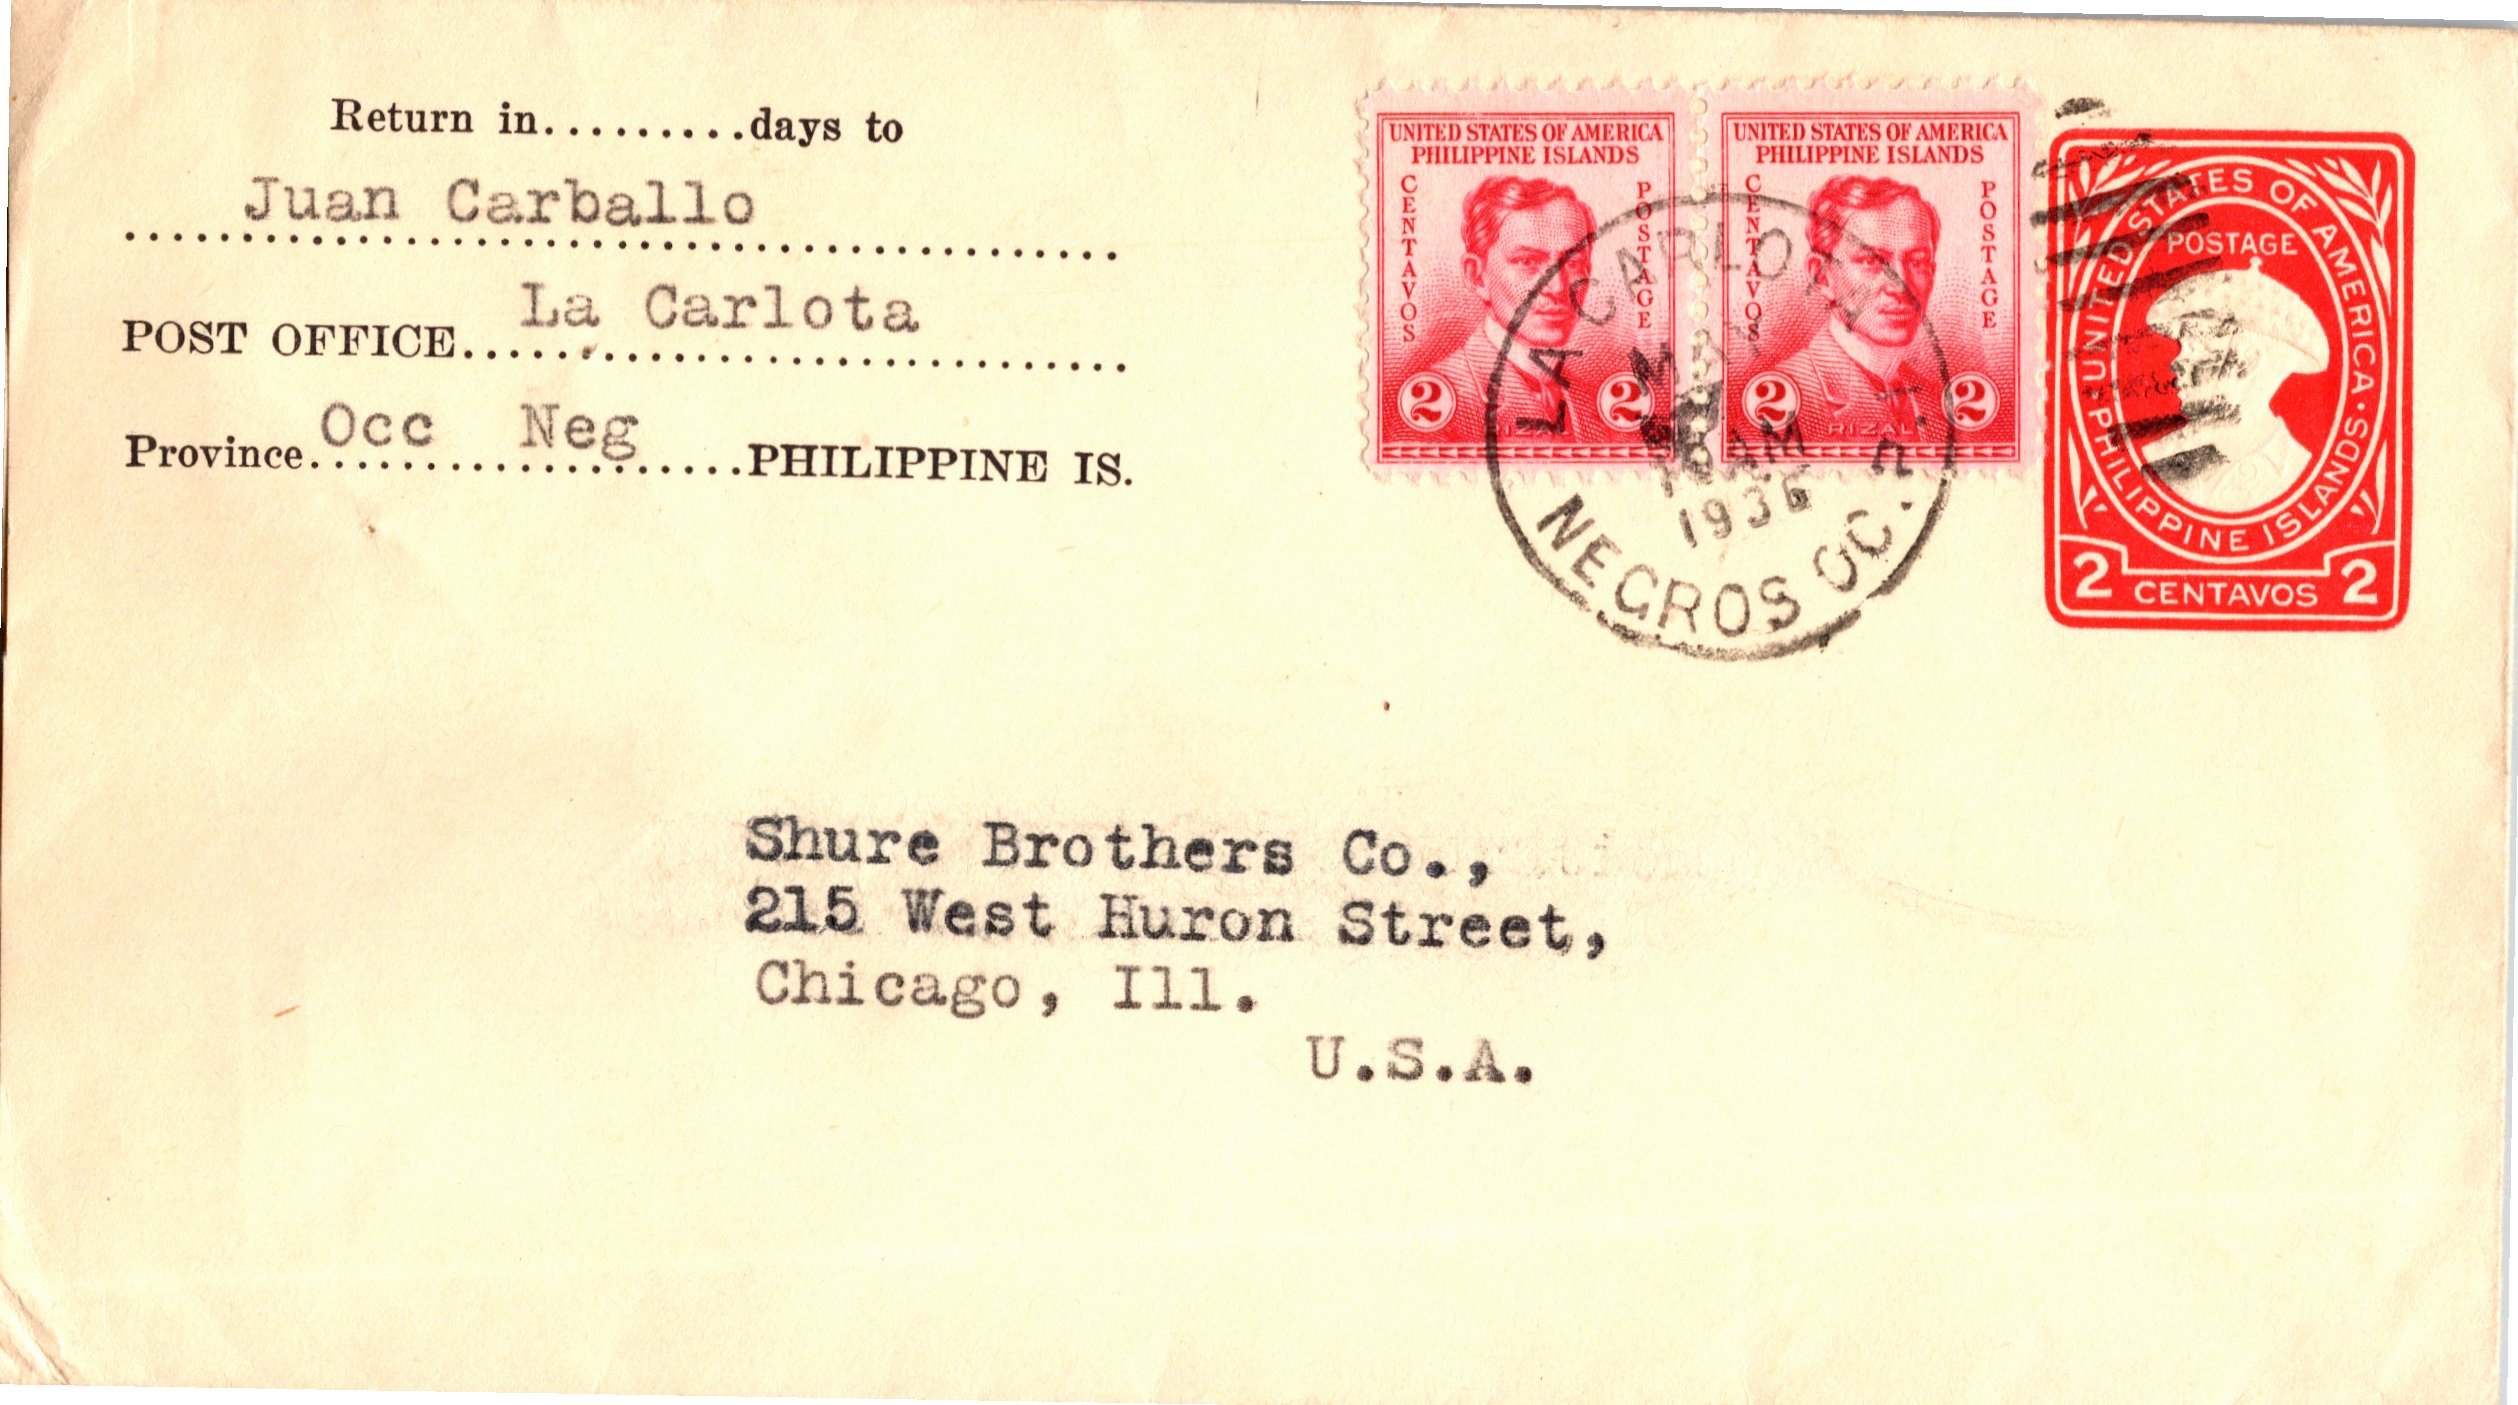 Return in.........days to
Juan Carballo
POST OFFICE La Carlota
Province Occ Neg PHILIPPINE IS.
UNITED STATES OF AMERICA
PHILIPPINE ISLANDS
CENTAVOS
POSTAGE
2 2
RIZAL
UNITED STATES OF AMERICA
PHILIPPINE ISLANDS
CENTAVOS
POSTAGE
2 2
RIZAL
LA CARLOTA
MAY
10 AM
1936
NEGROS OC. P.I.
UNITED STATES OF AMERICA
POSTAGE
PHILIPPINE ISLANDS
2 CENTAVOS 2
Shure Brothers Co.,
215 West Huron Street,
Chicago, Ill.
U.S.A.